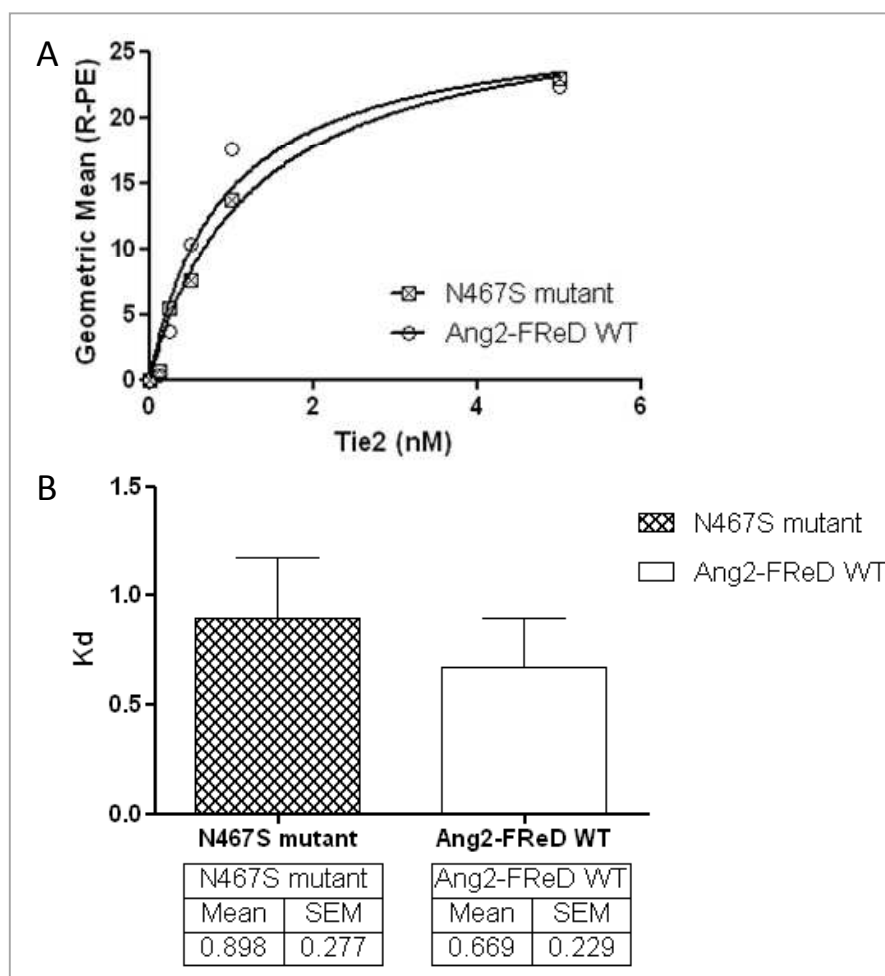 A
Geometric Mean (R-PE)
25
20
15
10
5
0
0
2
4
6
Tie2 (nM)
N467S mutant
Ang2-FReD WT
B
Kd
1.5
1.0
0.5
0.0
N467S mutant
Ang2-FReD WT
N467S mutant
Ang2-FReD WT
N467S mutant
Mean SEM
0.898 0.277
Ang2-FReD WT
Mean SEM
0.669 0.229